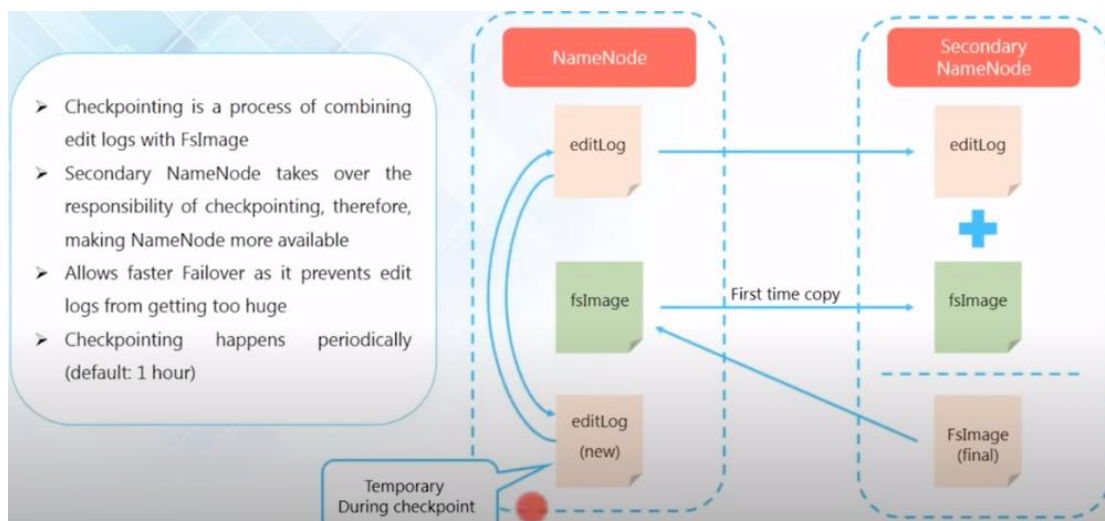 Checkpointing is a process of combining
edit logs with FsImage
Secondary NameNode takes over the
responsibility of checkpointing, therefore,
making NameNode more available
Allows faster Failover as it prevents edit
logs from getting too huge
Checkpointing happens periodically
(default: 1 hour)
NameNode
editLog
fsImage
First time copy
editLog
(new)
Temporary
During checkpoint
Secondary
NameNode
editLog
fsImage
FsImage
(final)